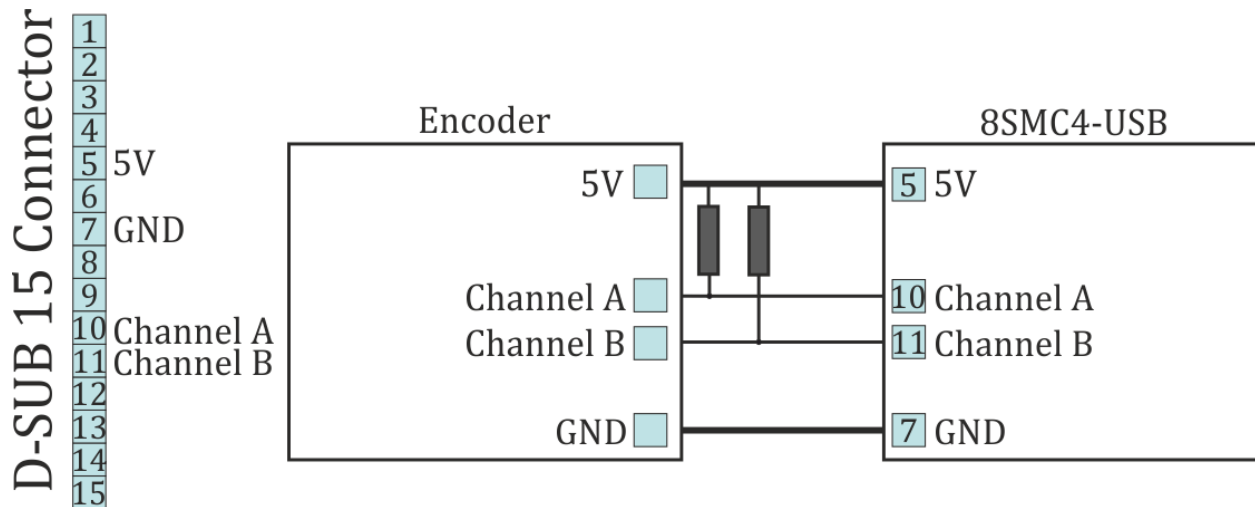 D-SUB 15 Connector
1
2
3
4
5 5V
6
7 GND
8
9
10 Channel A
11 Channel B
12
13
14
15
Encoder
5V
Channel A
Channel B
GND
8SMC4-USB
5 5V
10 Channel A
11 Channel B
7 GND